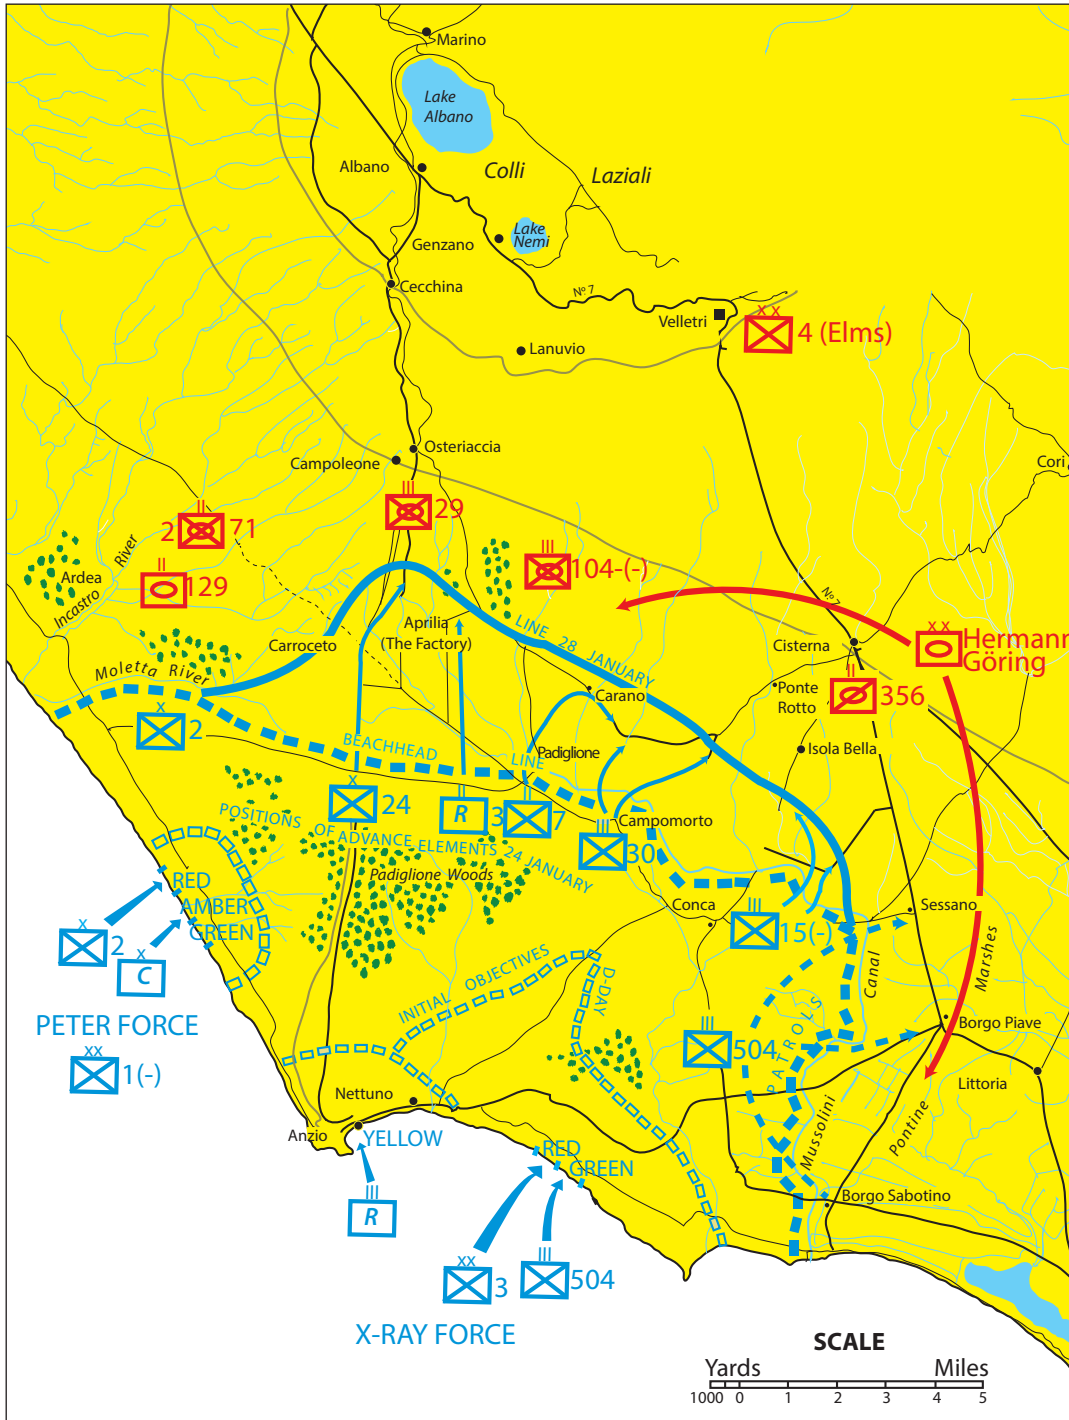 Marino
Lake
Albano
Albano
Colli
Laziali
Genzano
Lake
Nemi
Cecchina
Nº 7
Velletri
xx
4 (Elms)
Lanuvio
Osteriaccia
Campoleone
Cori
III
29
II
2
71
III
104-(-)
II
129
Ardea
Incastro
River
Nº 7
xx
Hermann
Göring
Aprilia
(The Factory)
Carroceto
LINE 28 JANUARY
Cisterna
Moletta River
Carano
Ponte
Rotto
II
356
x
2
BEACHHEAD
LINE
Padiglione
Isola Bella
x
24
II
R
3
II
7
Campomorto
III
30
POSITIONS OF ADVANCE ELEMENTS 24 JANUARY
Padiglione Woods
RED
AMBER
GREEN
Conca
III
15(-)
Sessano
x
2
x
C
PETER FORCE
xx
1(-)
INITIAL OBJECTIVES
D-DAY
Canal
Marshes
PATROLS
III
504
Borgo Piave
Littoria
Nettuno
Anzio
YELLOW
III
R
RED
GREEN
Mussolini
Pontine
Borgo Sabotino
xx
3
III
504
X-RAY FORCE
SCALE
Yards Miles
1000 0 1 2 3 4 5